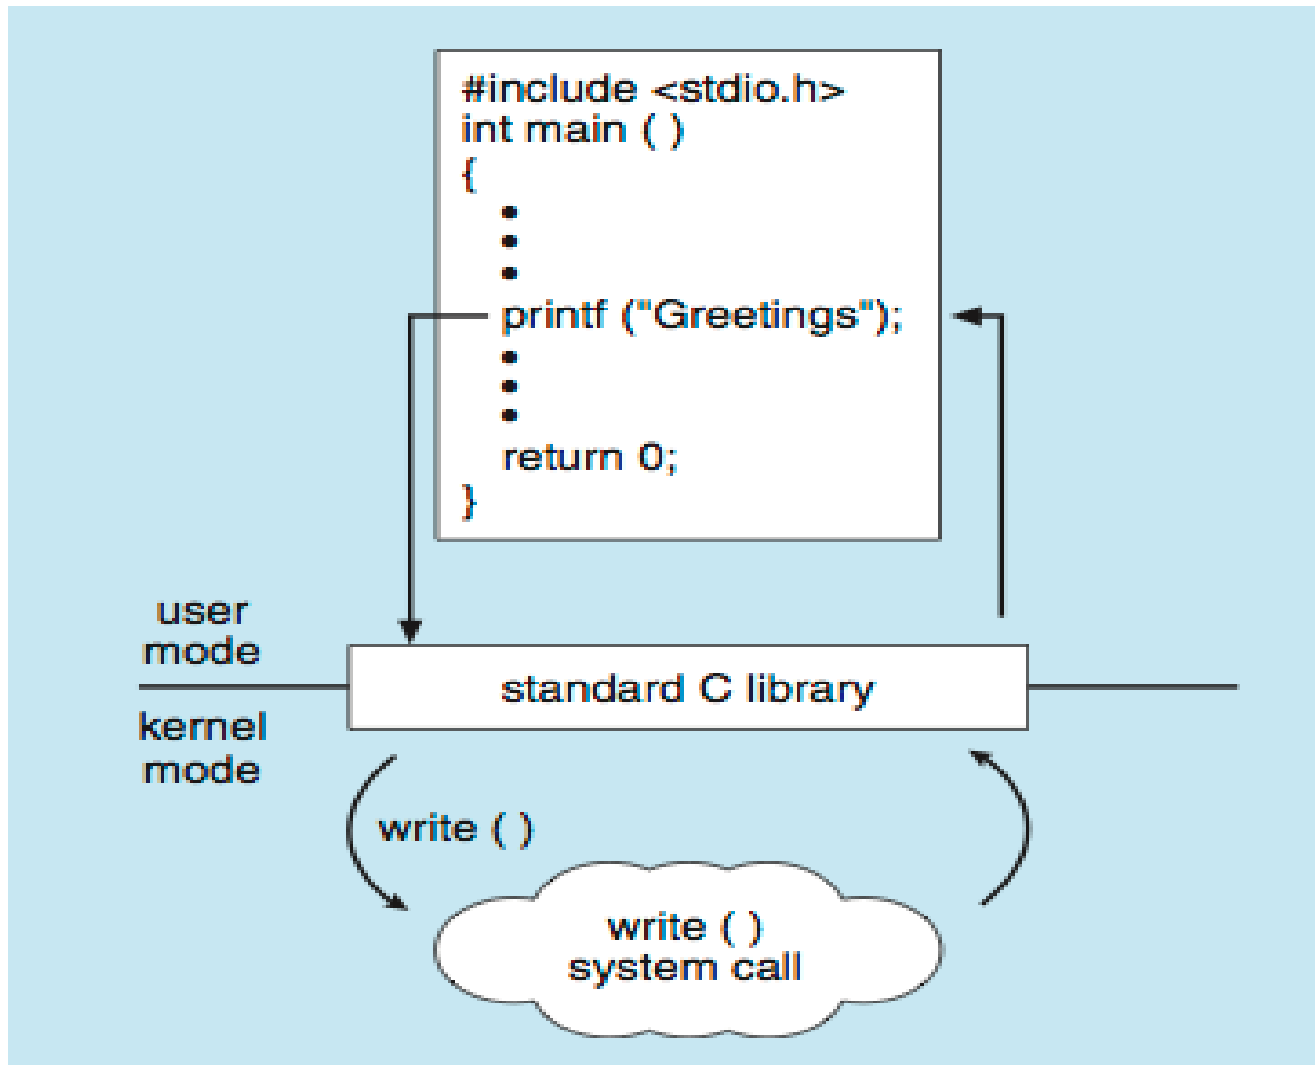 #include <stdio.h>
int main ( )
{
•
•
•
printf ("Greetings");
•
•
•
return 0;
}
user
mode
standard C library
kernel
mode
write ( )
write ( )
system call